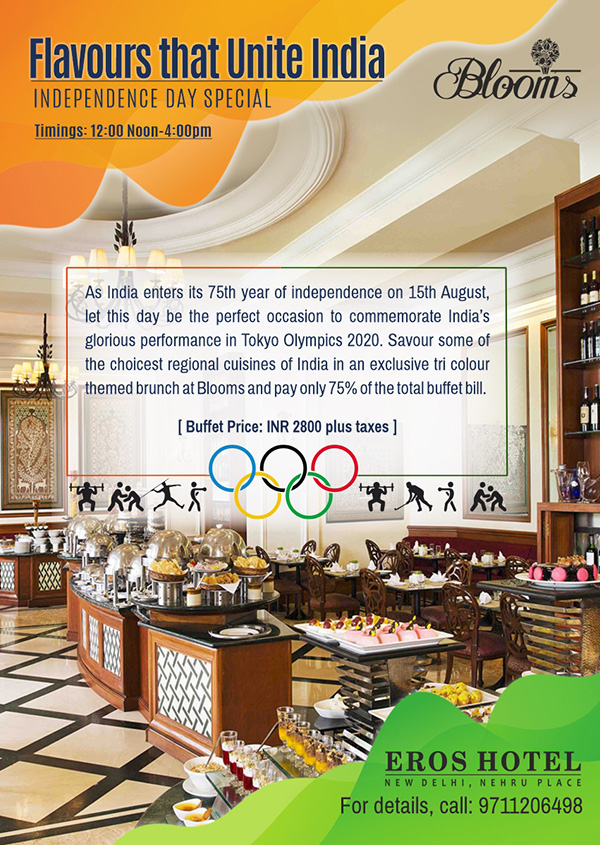 Flavours that Unite India
INDEPENDENCE DAY SPECIAL
Timings: 12:00 Noon-4:00pm
Blooms
As India enters its 75th year of independence on 15th August,
let this day be the perfect occasion to commemorate India's
glorious performance in Tokyo Olympics 2020. Savour some of
the choicest regional cuisines of India in an exclusive tri colour
themed brunch at Blooms and pay only 75% of the total buffet bill.
[ Buffet Price: INR 2800 plus taxes ]
EROS HOTEL
NEW DELHI, NEHRU PLACE
For details, call: 9711206498